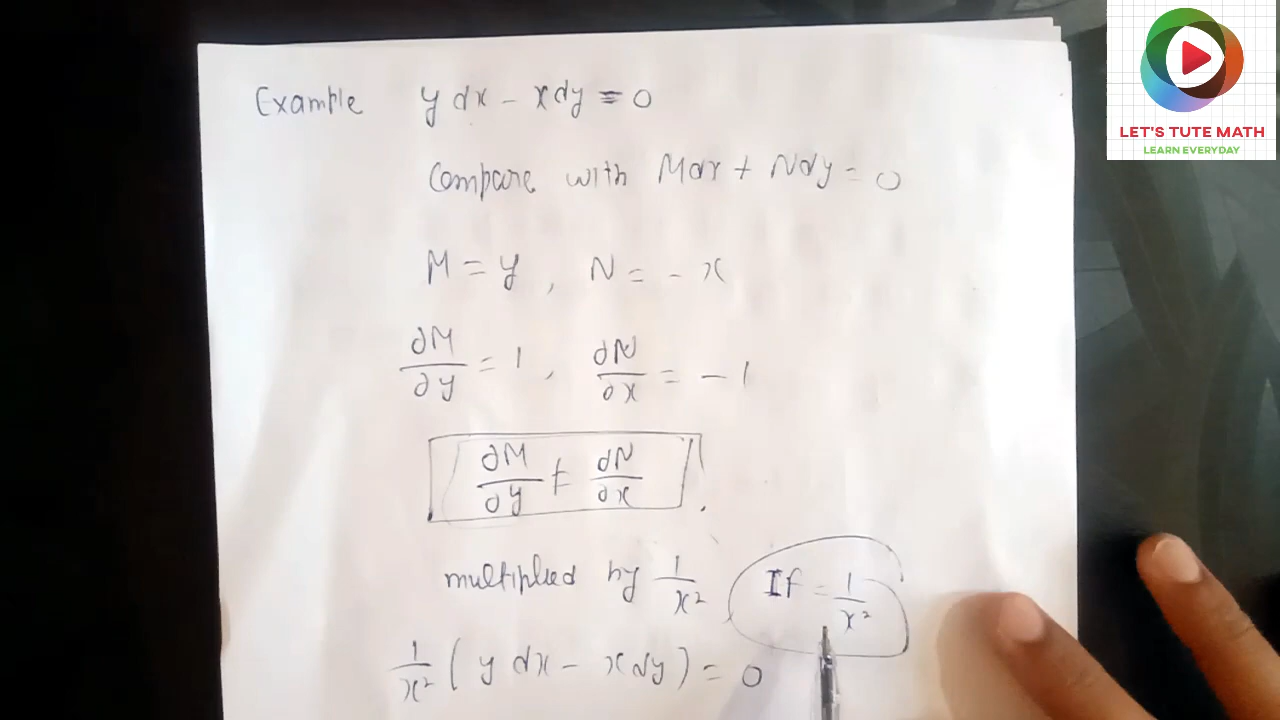 LET'S TUTE MATH
LEARN EVERYDAY
Example y dx - x dy = 0
Compare with Mdx + Ndy = 0
M = y , N = - x
∂M/∂y = 1 , ∂N/∂x = - 1
∂M/∂y ≠ ∂N/∂x .
multiplied by 1/x² If = 1/x²
1/x² ( y dx - x dy ) = 0